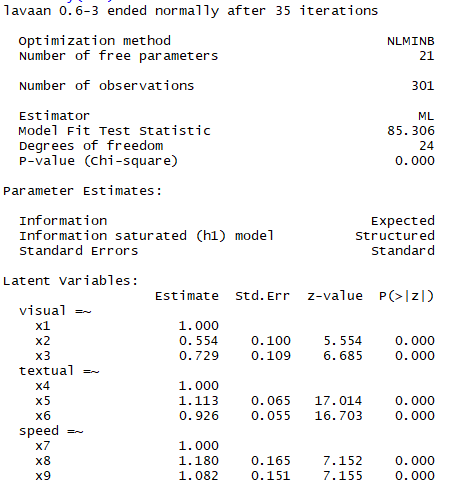 lavaan 0.6-3 ended normally after 35 iterations
Optimization method NLMINB
Number of free parameters 21
Number of observations 301
Estimator ML
Model Fit Test Statistic 85.306
Degrees of freedom 24
P-value (Chi-square) 0.000
Parameter Estimates:
Information Expected
Information saturated (h1) model Structured
Standard Errors Standard
Latent Variables:
Estimate Std.Err z-value P(>|z|)
visual =~
x1 1.000
x2 0.554 0.100 5.554 0.000
x3 0.729 0.109 6.685 0.000
textual =~
x4 1.000
x5 1.113 0.065 17.014 0.000
x6 0.926 0.055 16.703 0.000
speed =~
x7 1.000
x8 1.180 0.165 7.152 0.000
x9 1.082 0.151 7.155 0.000